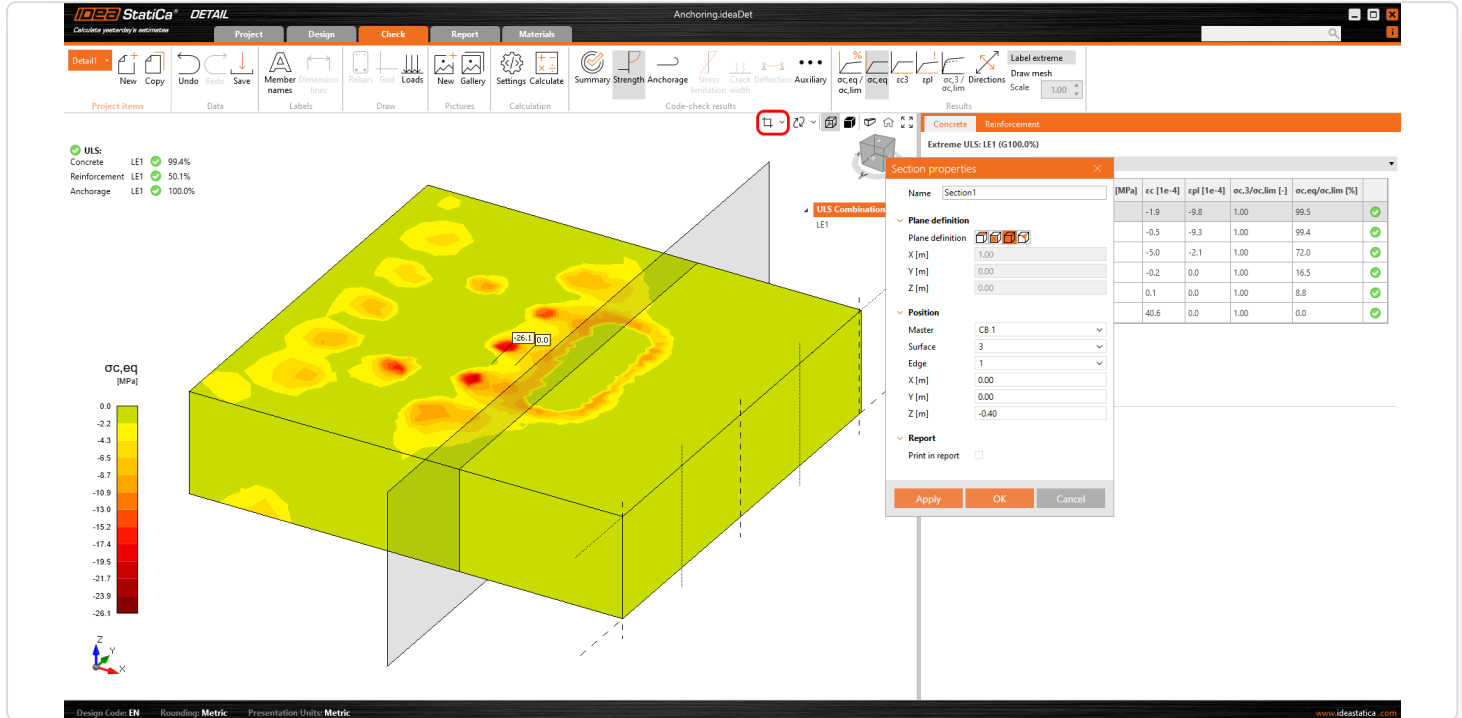 IDEA StatiCa® DETAIL
Calculate yesterday's estimates
Anchoring.ideaDet
Project Design Check Report Materials
Detail1
New Copy Undo Redo Save Member names Dimension lines Rebars Grid Loads New Gallery Settings Calculate Summary Strength Anchorage Stress limitation Crack width Deflection Auxiliary σc,eq / σc,lim σc,eq εc3 εpl σc,3 / σc,lim Directions
Label extreme
Draw mesh
Scale 1.00
Project items Data Labels Draw Pictures Calculation Code-check results Results
ULS:
Concrete LE1 99.4%
Reinforcement LE1 50.1%
Anchorage LE1 100.0%
ULS Combination
LE1
-26.1 0.0
σc,eq
[MPa]
0.0
-2.2
-4.3
-6.5
-8.7
-10.9
-13.0
-15.2
-17.4
-19.5
-21.7
-23.9
-26.1
Z
Y
X
Concrete Reinforcement
Extreme ULS: LE1 (G100.0%)
[MPa] εc [1e-4] εpl [1e-4] σc,3/σc,lim [-] σc,eq/σc,lim [%]
-1.9 -9.8 1.00 99.5
-0.5 -9.3 1.00 99.4
-5.0 -2.1 1.00 72.0
-0.2 0.0 1.00 16.5
0.1 0.0 1.00 8.8
40.6 0.0 1.00 0.0
Section properties
Name Section1
Plane definition
Plane definition
X [m] 1.00
Y [m] 0.00
Z [m] 0.00
Position
Master CB 1
Surface 3
Edge 1
X [m] 0.00
Y [m] 0.00
Z [m] -0.40
Report
Print in report
Apply OK Cancel
Design Code: EN Rounding: Metric Presentation Units: Metric
www.ideastatica.com